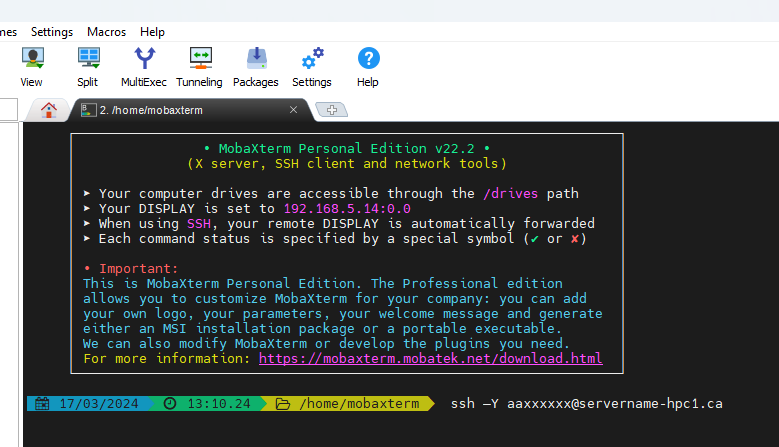 mes Settings Macros Help
View Split MultiExec Tunneling Packages Settings Help
2. /home/mobaxterm
• MobaXterm Personal Edition v22.2 •
(X server, SSH client and network tools)
➤ Your computer drives are accessible through the /drives path
➤ Your DISPLAY is set to 192.168.5.14:0.0
➤ When using SSH, your remote DISPLAY is automatically forwarded
➤ Each command status is specified by a special symbol (✔ or ✘)
• Important:
This is MobaXterm Personal Edition. The Professional edition
allows you to customize MobaXterm for your company: you can add
your own logo, your parameters, your welcome message and generate
either an MSI installation package or a portable executable.
We can also modify MobaXterm or develop the plugins you need.
For more information: https://mobaxterm.mobatek.net/download.html
17/03/2024 13:10.24 /home/mobaxterm ssh –Y aaxxxxxx@servername-hpc1.ca